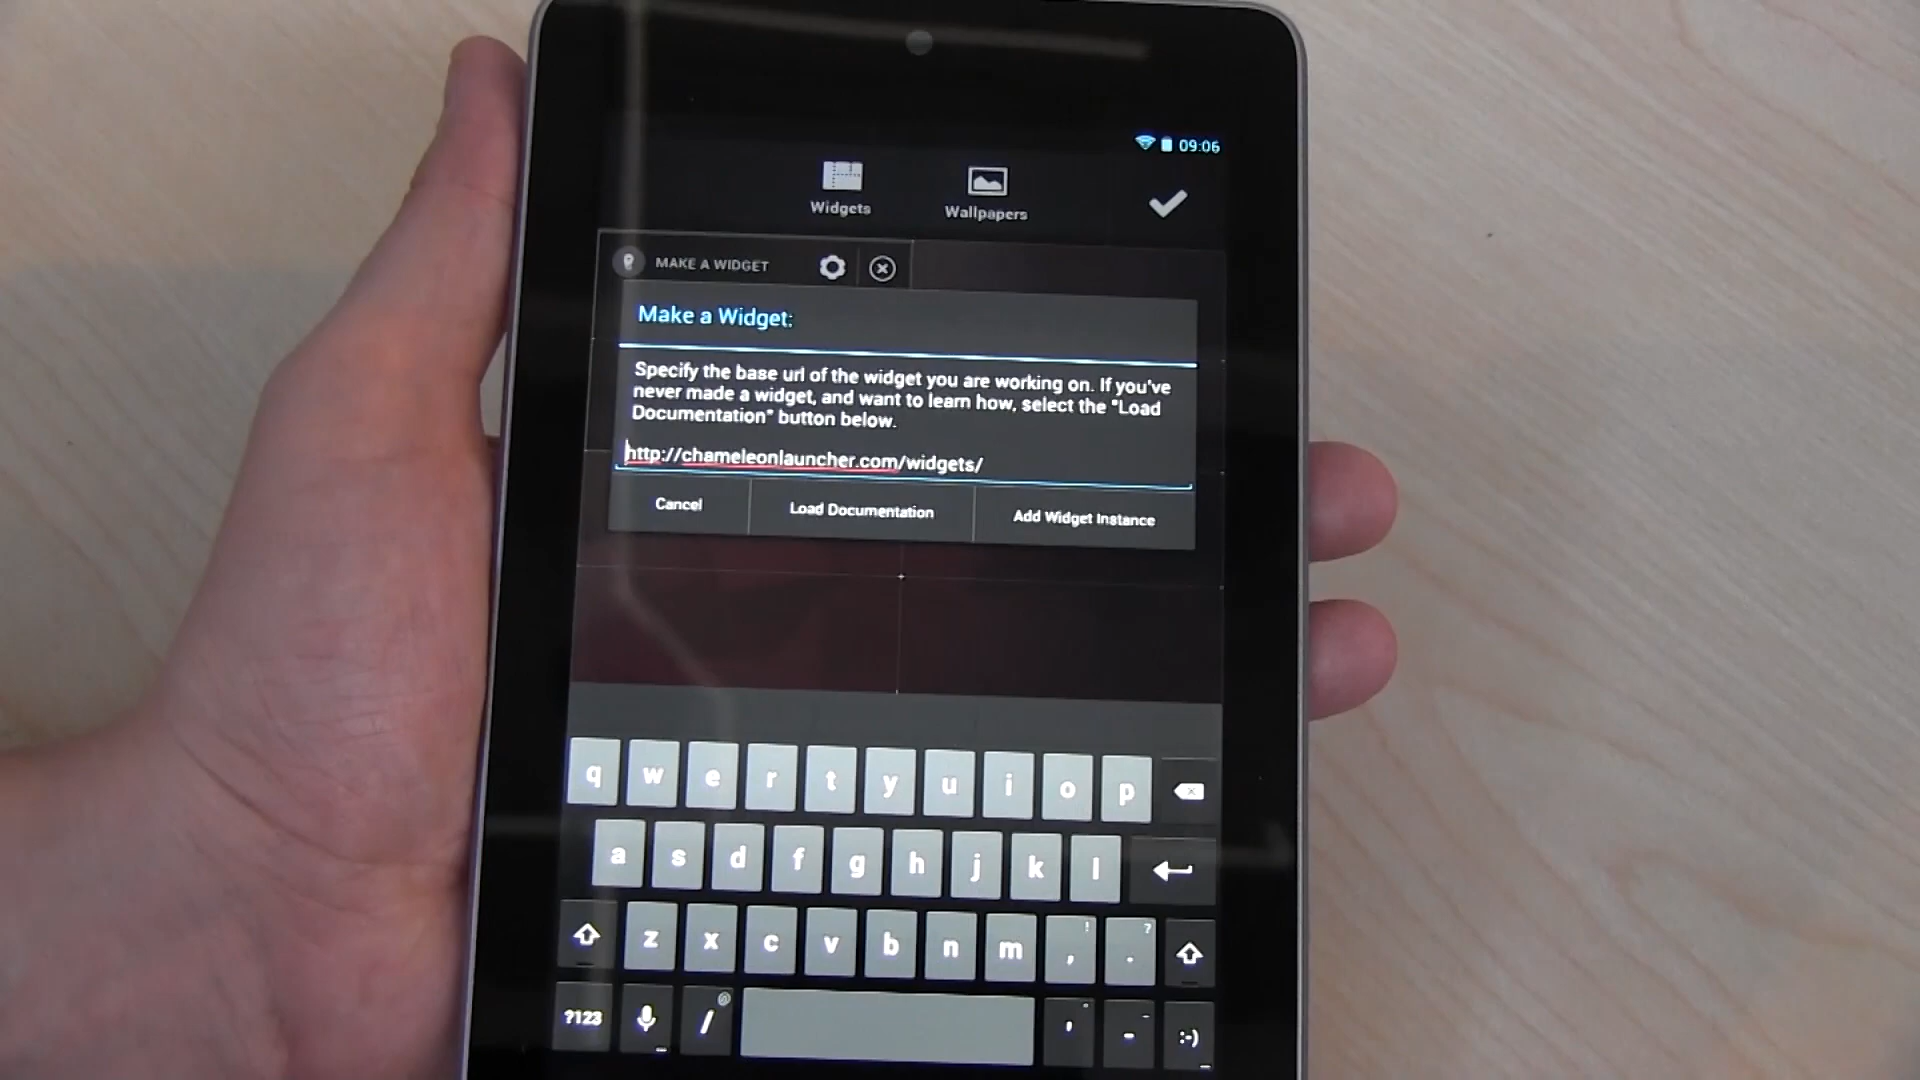 09:06
Widgets
Wallpapers
MAKE A WIDGET
Make a Widget:
Specify the base url of the widget you are working on. If you've
never made a widget, and want to learn how, select the "Load
Documentation" button below.
http://chameleonlauncher.com/widgets/
Cancel Load Documentation Add Widget Instance
q w e r t y u i o p
a s d f g h j k l
z x c v b n m , ! . ?
?123 / @ ' " - _ :-)